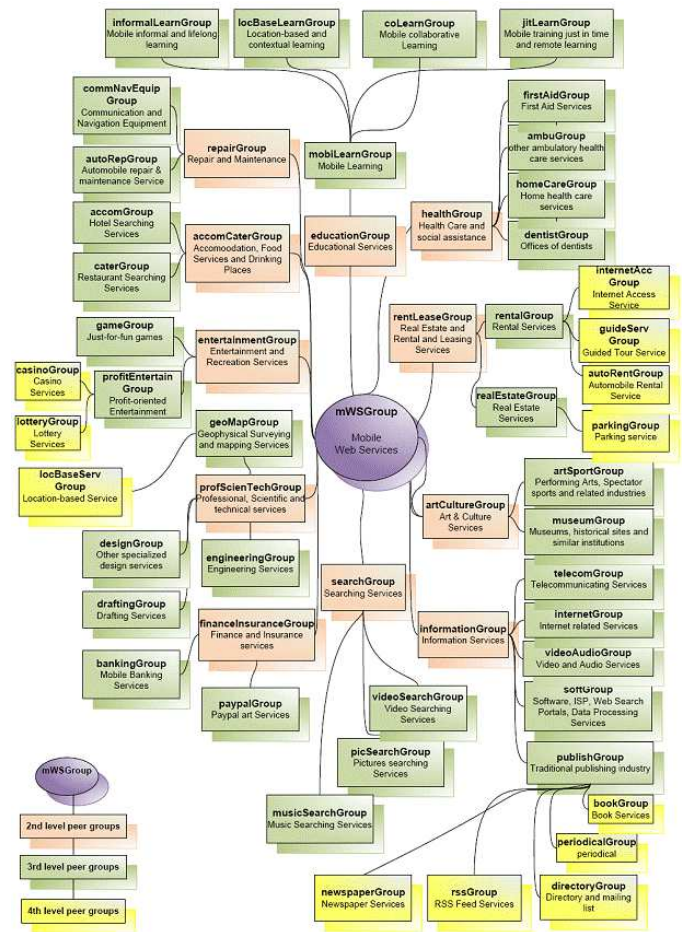 informalLearnGroup
Mobile informal and lifelong
learning
locBaseLearnGroup
Location-based and
contextual learning
coLearnGroup
Mobile collaborative
Learning
jitLearnGroup
Mobile training just in time
and remote learning
commNavEquip
Group
Communication and
Navigation Equipment
autoRepGroup
Automobile repair &
maintenance Service
repairGroup
Repair and Maintenance
mobiLearnGroup
Mobile Learning
firstAidGroup
First Aid Services
ambuGroup
other ambulatory health
care services
homeCareGroup
Home health care
services
dentistGroup
Offices of dentists
accomGroup
Hotel Searching
Services
caterGroup
Restaurant Searching
Services
accomCaterGroup
Accomoodation, Food
Services and Drinking
Places
educationGroup
Educational Services
healthGroup
Health Care and
social assistance
internetAcc
Group
Internet Access
Service
guideServ
Group
Guided Tour Service
autoRentGroup
Automobile Rental
Service
parkingGroup
Parking service
rentLeaseGroup
Real Estate and
Rental and Leasing
Services
rentalGroup
Rental Services
realEstateGroup
Real Estate
Services
gameGroup
Just-for-fun games
entertainmentGroup
Entertainment and
Recreation Services
casinoGroup
Casino
Services
lotteryGroup
Lottery
Services
profitEntertain
Group
Profit-oriented
Entertainment
mWSGroup
Mobile
Web Services
geoMapGroup
Geophysical Surveying
and mapping Services
locBaseServ
Group
Location-based Service
profScienTechGroup
Professional, Scientific and
technical services
artCultureGroup
Art & Culture
Services
artSportGroup
Performing Arts, Spectator
sports and related industries
museumGroup
Museums, historical sites and
similar institutions
designGroup
Other specialized
design services
draftingGroup
Drafting Services
engineeringGroup
Engineering Services
searchGroup
Searching Services
telecomGroup
Telecommunicating Services
internetGroup
Internet related Services
videoAudioGroup
Video and Audio Services
softGroup
Software, ISP, Web Search
Portals, Data Processing
Services
publishGroup
Traditional publishing industry
financeInsuranceGroup
Finance and Insurance
services
informationGroup
Information Services
bankingGroup
Mobile Banking
Services
paypalGroup
Paypal art Services
videoSearchGroup
Video Searching
Services
picSearchGroup
Pictures searching
Services
musicSearchGroup
Music Searching Services
bookGroup
Book Services
periodicalGroup
periodical
directoryGroup
Directory and mailing
list
newspaperGroup
Newspaper Services
rssGroup
RSS Feed Services
mWSGroup
2nd level peer groups
3rd level peer groups
4th level peer groups